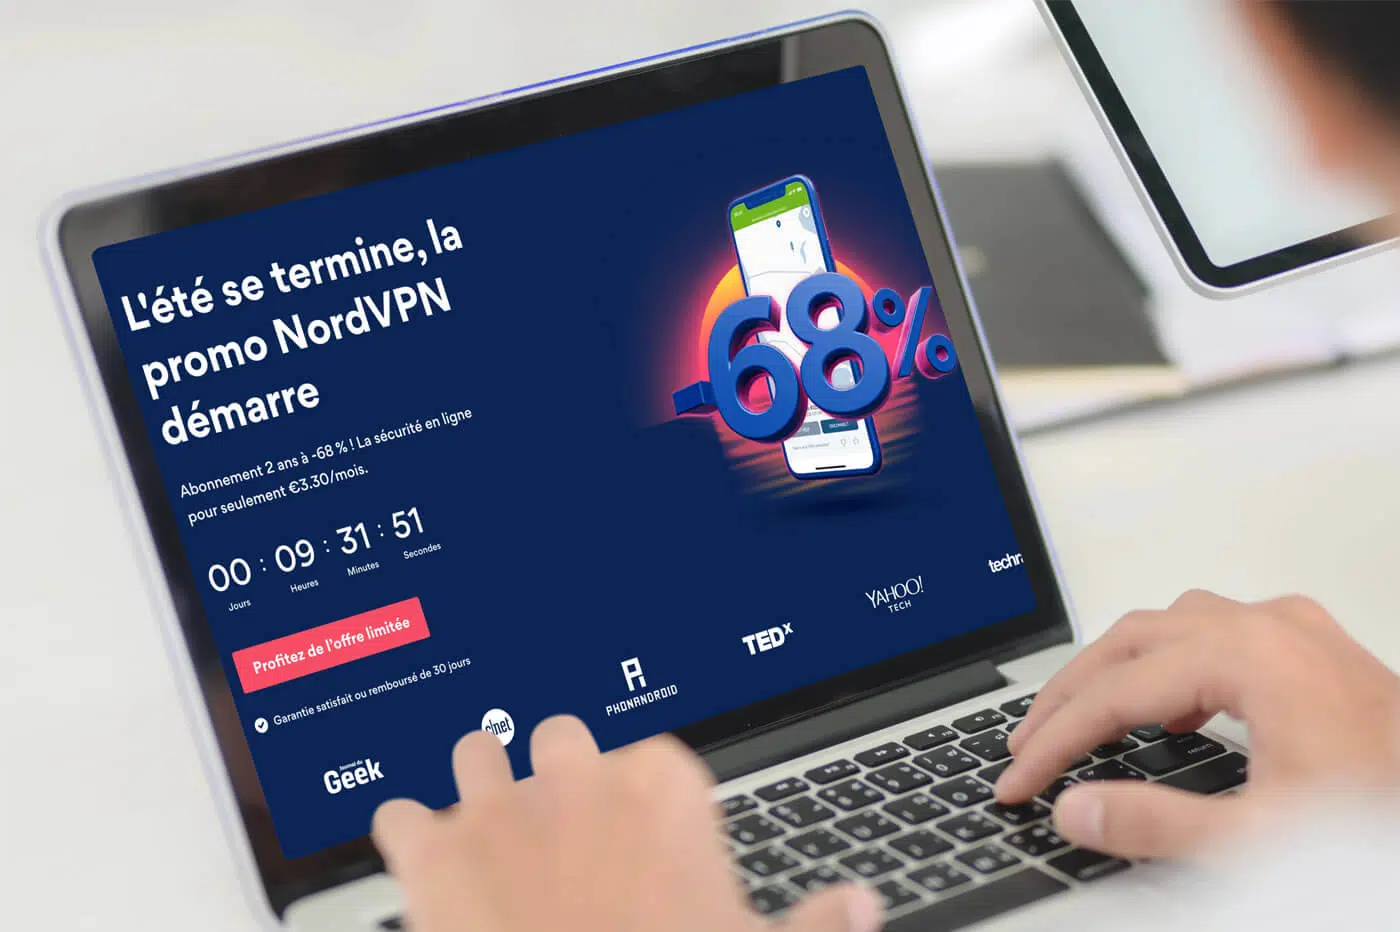 L'été se termine, la
promo NordVPN
démarre
Abonnement 2 ans à -68 % ! La sécurité en ligne
pour seulement €3.30/mois.
00 : 09 : 31 : 51
Jours Heures Minutes Secondes
Profitez de l'offre limitée
Garantie satisfait ou remboursé de 30 jours
-68%
Journal du
Geek
c|net
PHONANDROID
TEDx
YAHOO!
TECH
techr
return